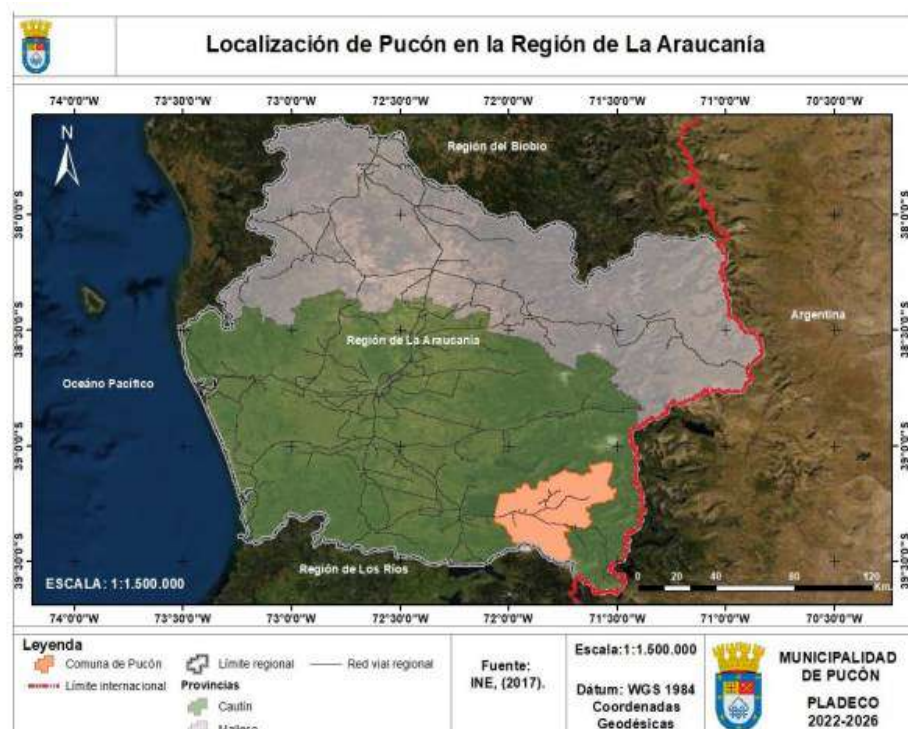 Localización de Pucón en la Región de La Araucanía
74°0'0"W 73°30'0"W 73°0'0"W 72°30'0"W 72°0'0"W 71°30'0"W 71°0'0"W 70°30'0"W
N
Región del Biobio
38°0'0"S
38°0'0"S
Argentina
38°30'0"S
38°30'0"S
Región de La Araucanía
Oceáno Pacífico
39°0'0"S
39°0'0"S
39°30'0"S
39°30'0"S
Región de Los Ríos
ESCALA: 1:1.500.000
0 20 40 80 120
Km.
74°0'0"W 73°30'0"W 73°0'0"W 72°30'0"W 72°0'0"W 71°30'0"W 71°0'0"W 70°30'0"W
Leyenda
Comuna de Pucón
Límite internacional
Límite regional
Red vial regional
Provincias
Cautín
Malleco
Fuente:
INE, (2017).
Escala:1:1.500.000
Dátum: WGS 1984
Coordenadas
Geodésicas
MUNICIPALIDAD
DE PUCÓN
PLADECO
2022-2026